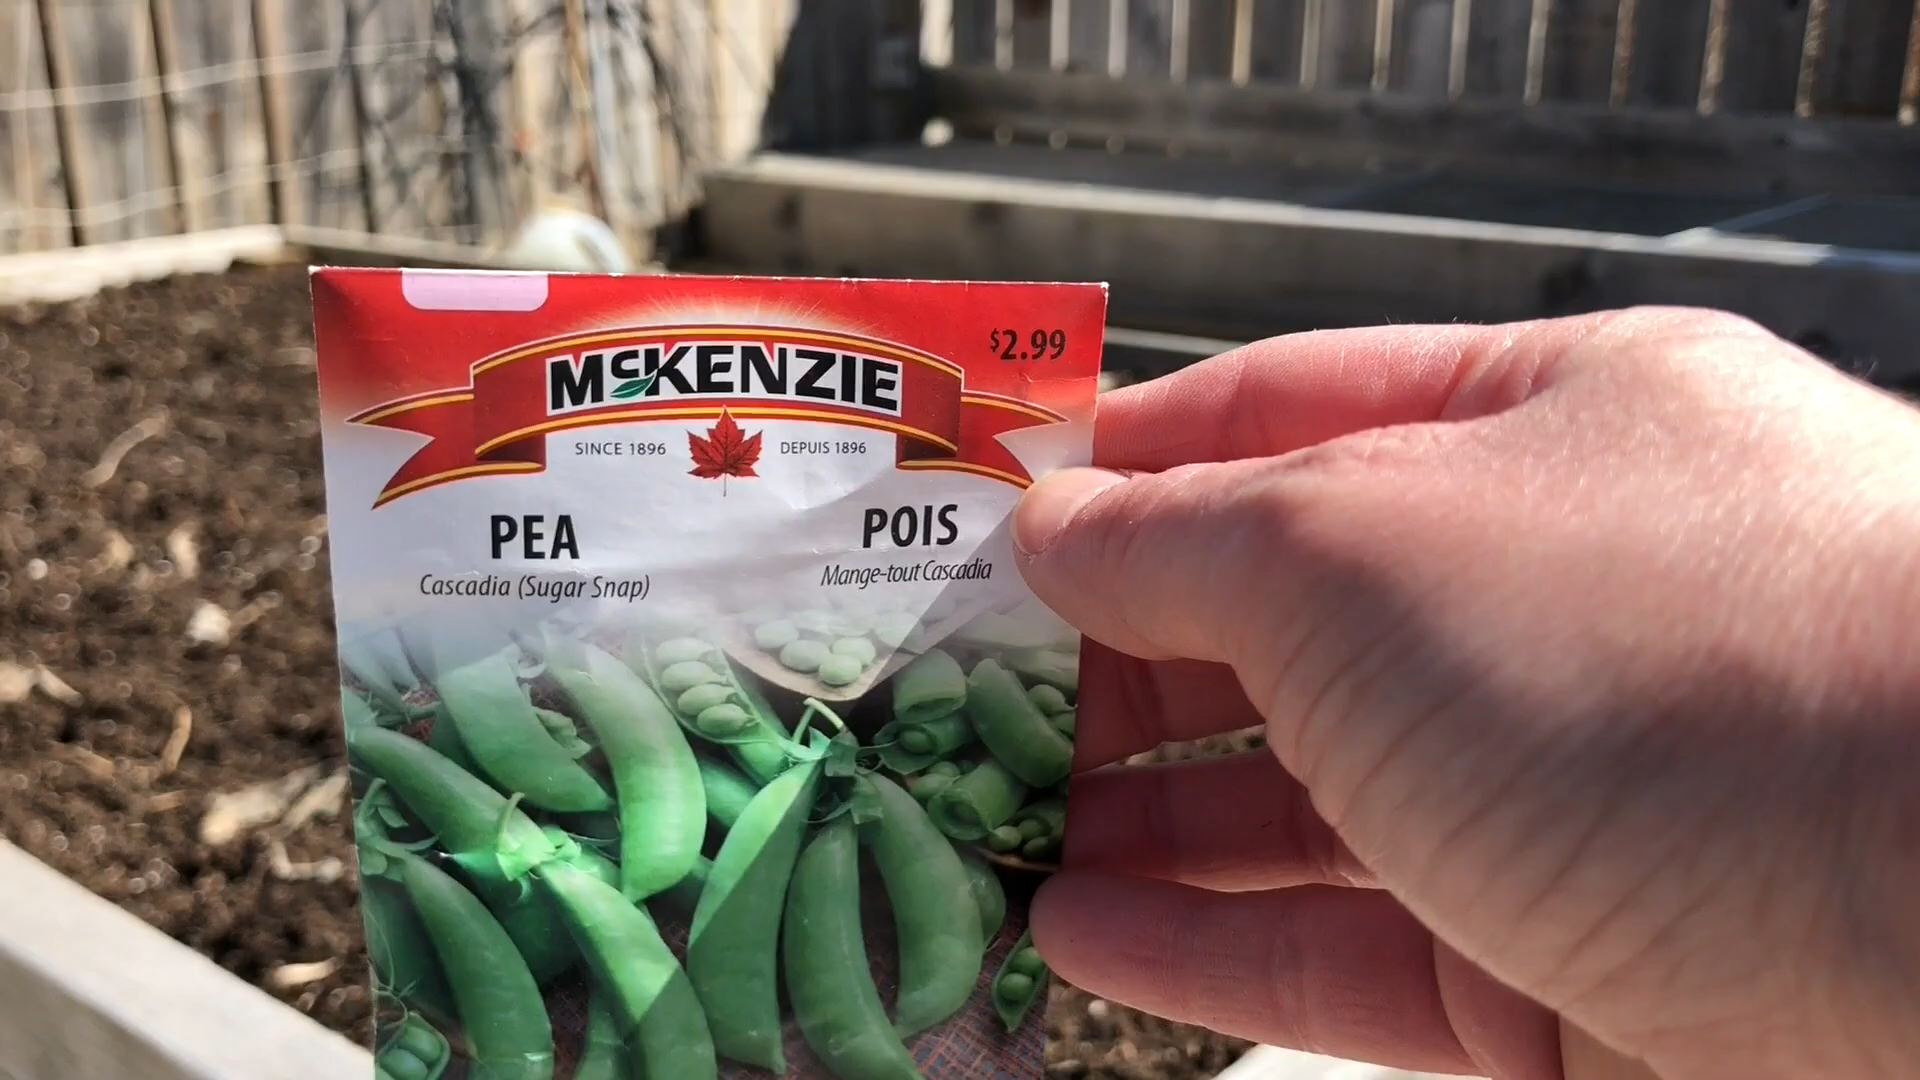 $2.99
McKENZIE
SINCE 1896
DEPUIS 1896
PEA
Cascadia (Sugar Snap)
POIS
Mange-tout Cascadia